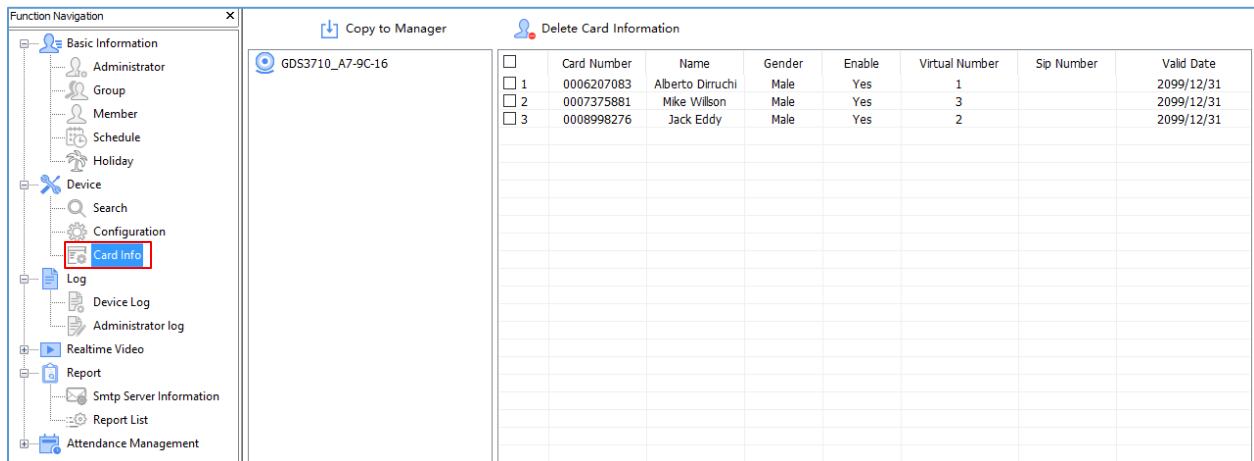 Function Navigation x
Copy to Manager
Delete Card Information
Basic Information
Administrator
Group
Member
Schedule
Holiday
Device
Search
Configuration
Card Info
Log
Device Log
Administrator log
Realtime Video
Report
Smtp Server Information
Report List
Attendance Management
GDS3710_A7-9C-16
Card Number Name Gender Enable Virtual Number Sip Number Valid Date
1 0006207083 Alberto Dirruchi Male Yes 1 2099/12/31
2 0007375881 Mike Willson Male Yes 3 2099/12/31
3 0008998276 Jack Eddy Male Yes 2 2099/12/31